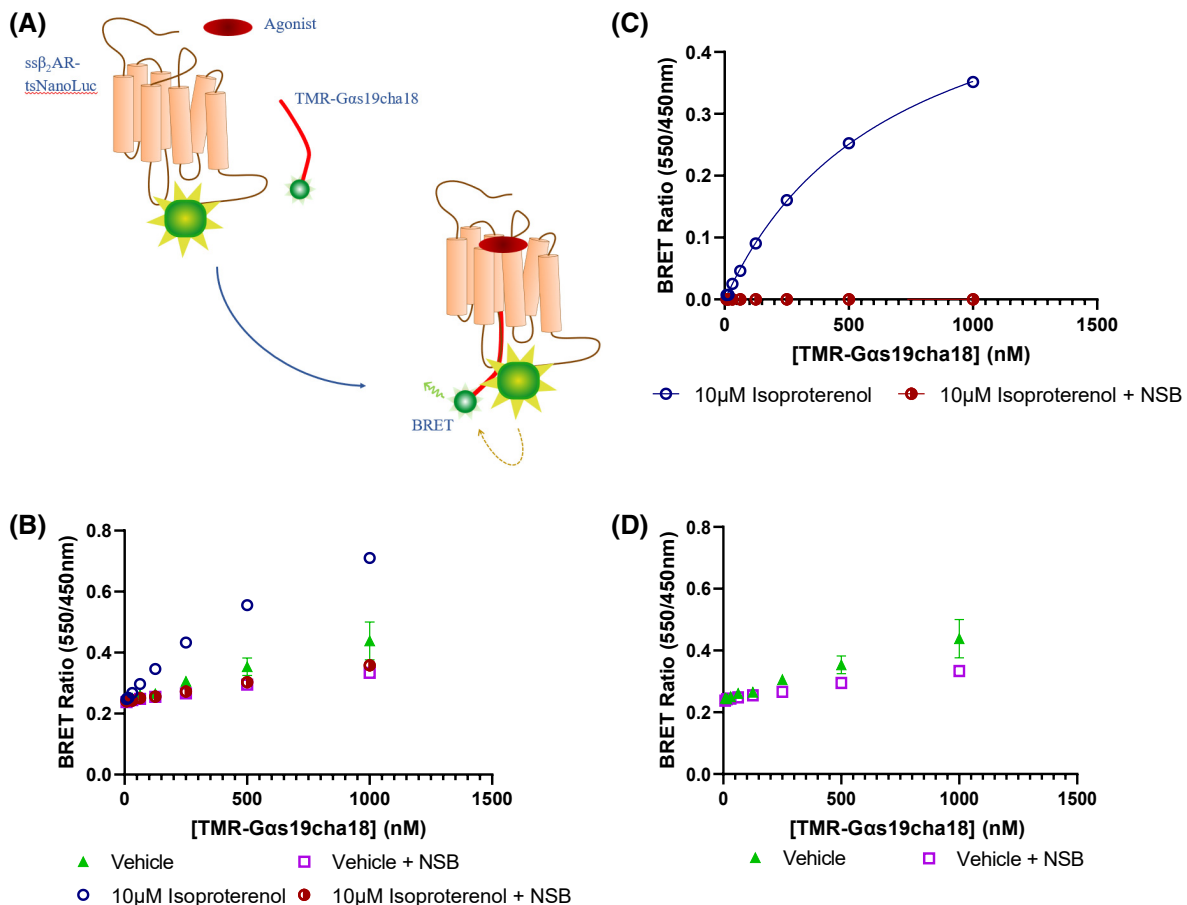 (A)
Agonist
ssβ₂AR-
tsNanoLuc
TMR-Gαs19cha18
BRET
(C)
BRET Ratio (550/450nm)
0.4
0.3
0.2
0.1
0.0
0 500 1000 1500
[TMR-Gαs19cha18] (nM)
10µM Isoproterenol 10µM Isoproterenol + NSB
(B)
BRET Ratio (550/450nm)
0.8
0.6
0.4
0.2
0.0
0 500 1000 1500
[TMR-Gαs19cha18] (nM)
Vehicle Vehicle + NSB
10µM Isoproterenol 10µM Isoproterenol + NSB
(D)
BRET Ratio (550/450nm)
0.8
0.6
0.4
0.2
0.0
0 500 1000 1500
[TMR-Gαs19cha18] (nM)
Vehicle Vehicle + NSB